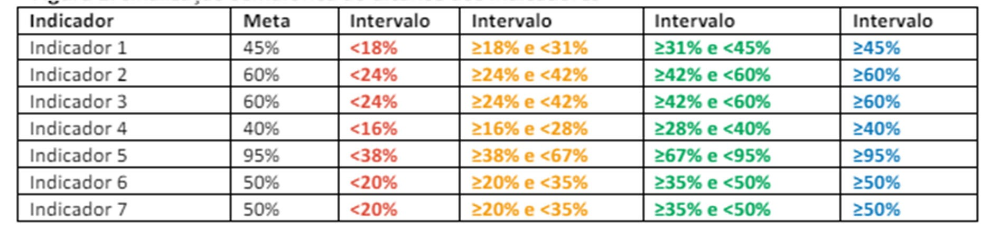 Indicador Meta Intervalo Intervalo Intervalo Intervalo
Indicador 1 45% <18% ≥18% e <31% ≥31% e <45% ≥45%
Indicador 2 60% <24% ≥24% e <42% ≥42% e <60% ≥60%
Indicador 3 60% <24% ≥24% e <42% ≥42% e <60% ≥60%
Indicador 4 40% <16% ≥16% e <28% ≥28% e <40% ≥40%
Indicador 5 95% <38% ≥38% e <67% ≥67% e <95% ≥95%
Indicador 6 50% <20% ≥20% e <35% ≥35% e <50% ≥50%
Indicador 7 50% <20% ≥20% e <35% ≥35% e <50% ≥50%